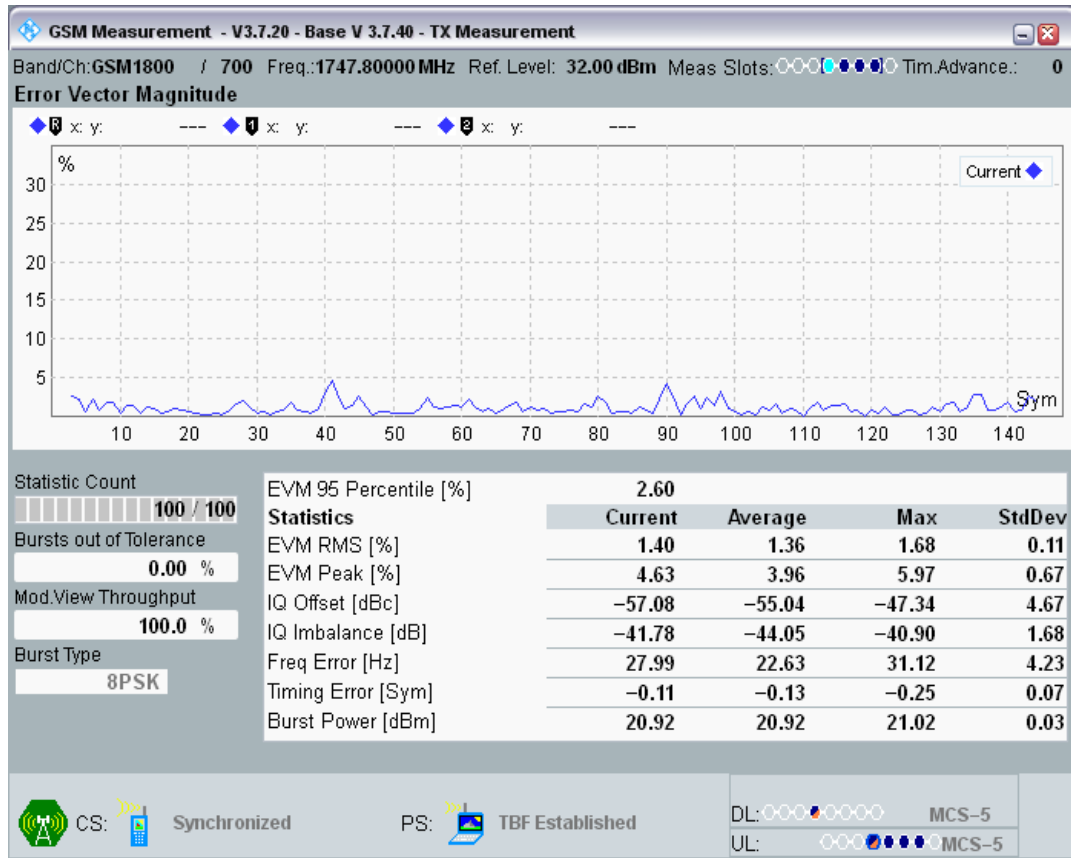 GSM Measurement - V3.7.20 - Base V 3.7.40 - TX Measurement
Band/Ch:GSM1800 / 700 Freq.:1747.80000 MHz Ref. Level: 32.00 dBm Meas Slots: Tim.Advance.: 0
Error Vector Magnitude
R x: y: --- 1 x: y: --- 2 x: y: ---
%
Current
30
25
20
15
10
5
Sym
10 20 30 40 50 60 70 80 90 100 110 120 130 140
Statistic Count
100 / 100
Bursts out of Tolerance
0.00 %
Mod.View Throughput
100.0 %
Burst Type
8PSK
EVM 95 Percentile [%] 2.60
Statistics Current Average Max StdDev
EVM RMS [%] 1.40 1.36 1.68 0.11
EVM Peak [%] 4.63 3.96 5.97 0.67
IQ Offset [dBc] −57.08 −55.04 −47.34 4.67
IQ Imbalance [dB] −41.78 −44.05 −40.90 1.68
Freq Error [Hz] 27.99 22.63 31.12 4.23
Timing Error [Sym] −0.11 −0.13 −0.25 0.07
Burst Power [dBm] 20.92 20.92 21.02 0.03
CS: Synchronized PS: TBF Established
DL: MCS−5
UL: MCS−5